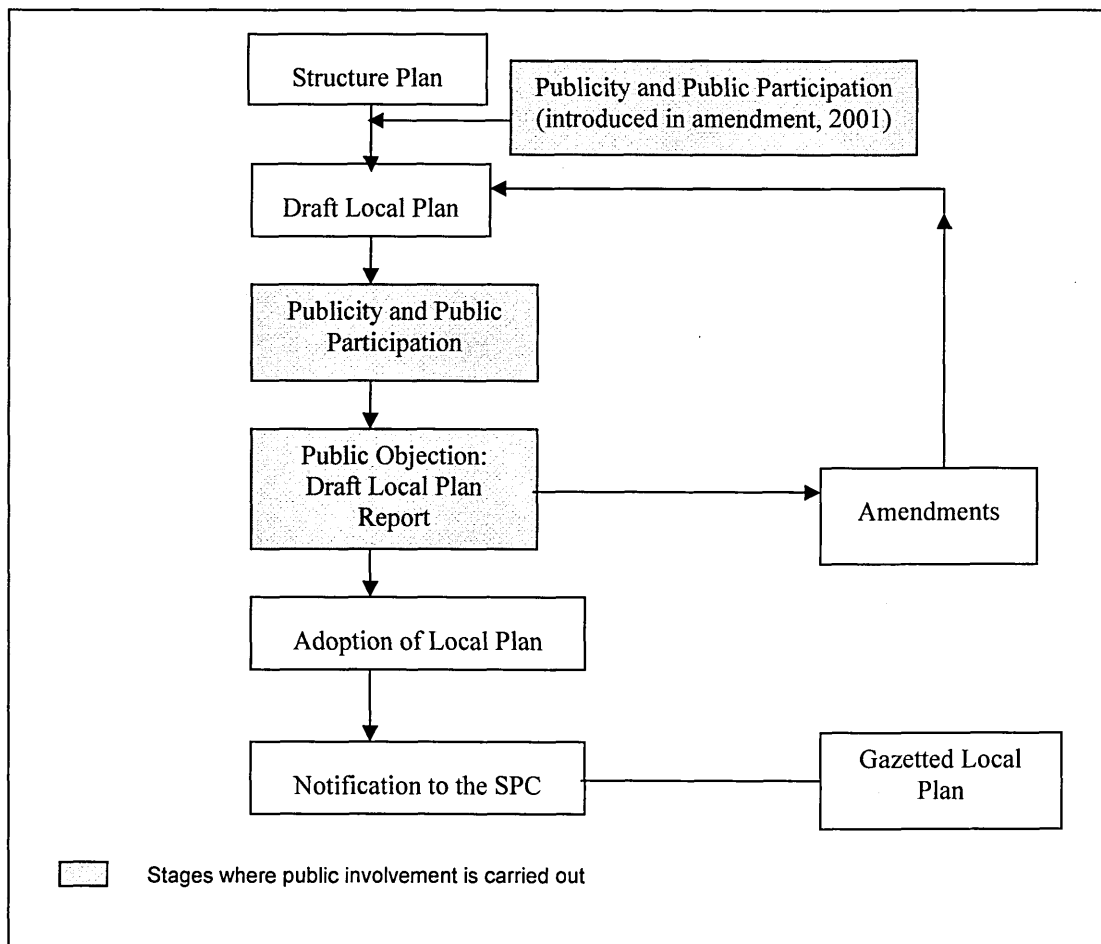 Structure Plan
Publicity and Public Participation
(introduced in amendment, 2001)
Draft Local Plan
Publicity and Public
Participation
Public Objection:
Draft Local Plan
Report
Amendments
Adoption of Local Plan
Notification to the SPC
Gazetted Local
Plan
Stages where public involvement is carried out